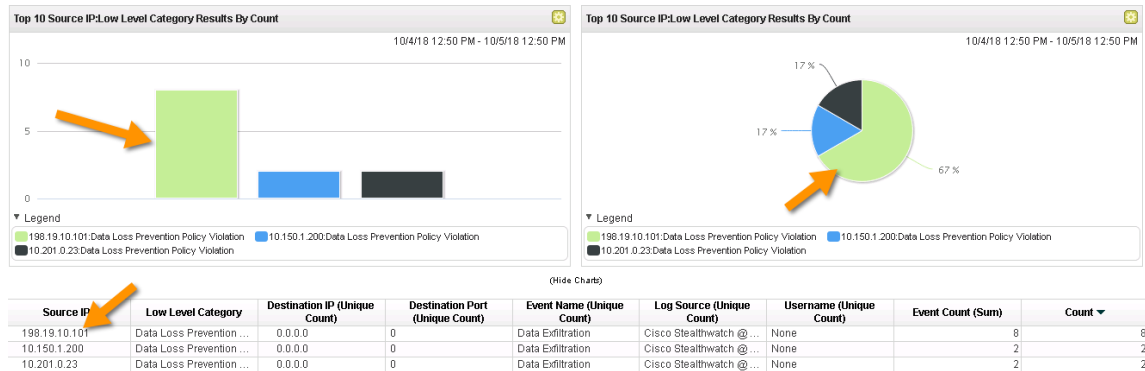 Top 10 Source IP:Low Level Category Results By Count
10/4/18 12:50 PM - 10/5/18 12:50 PM
10
5
0
▼ Legend
198.19.10.101:Data Loss Prevention Policy Violation 10.150.1.200:Data Loss Prevention Policy Violation
10.201.0.23:Data Loss Prevention Policy Violation
Top 10 Source IP:Low Level Category Results By Count
10/4/18 12:50 PM - 10/5/18 12:50 PM
17 %
17 %
67 %
▼ Legend
198.19.10.101:Data Loss Prevention Policy Violation 10.150.1.200:Data Loss Prevention Policy Violation
10.201.0.23:Data Loss Prevention Policy Violation
(Hide Charts)
Source IP Low Level Category Destination IP (Unique Count) Destination Port (Unique Count) Event Name (Unique Count) Log Source (Unique Count) Username (Unique Count) Event Count (Sum) Count ▼
198.19.10.101 Data Loss Prevention ... 0.0.0.0 0 Data Exfiltration Cisco Stealthwatch @ ... None 8 8
10.150.1.200 Data Loss Prevention ... 0.0.0.0 0 Data Exfiltration Cisco Stealthwatch @ ... None 2 2
10.201.0.23 Data Loss Prevention ... 0.0.0.0 0 Data Exfiltration Cisco Stealthwatch @ ... None 2 2